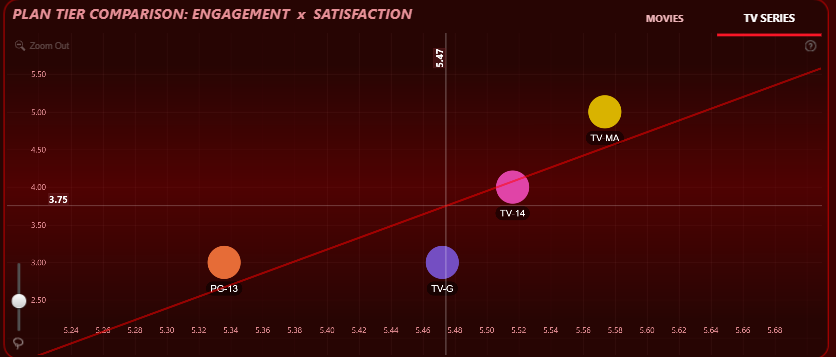 PLAN TIER COMPARISON: ENGAGEMENT x SATISFACTION
MOVIES
TV SERIES
Zoom Out
?
5.47
5.50
5.00
TV-MA
4.50
4.00
TV-14
3.75
3.50
3.00
PG-13
TV-G
2.50
5.24 5.26 5.28 5.30 5.32 5.34 5.36 5.38 5.40 5.42 5.44 5.46 5.48 5.50 5.52 5.54 5.56 5.58 5.60 5.62 5.64 5.66 5.68